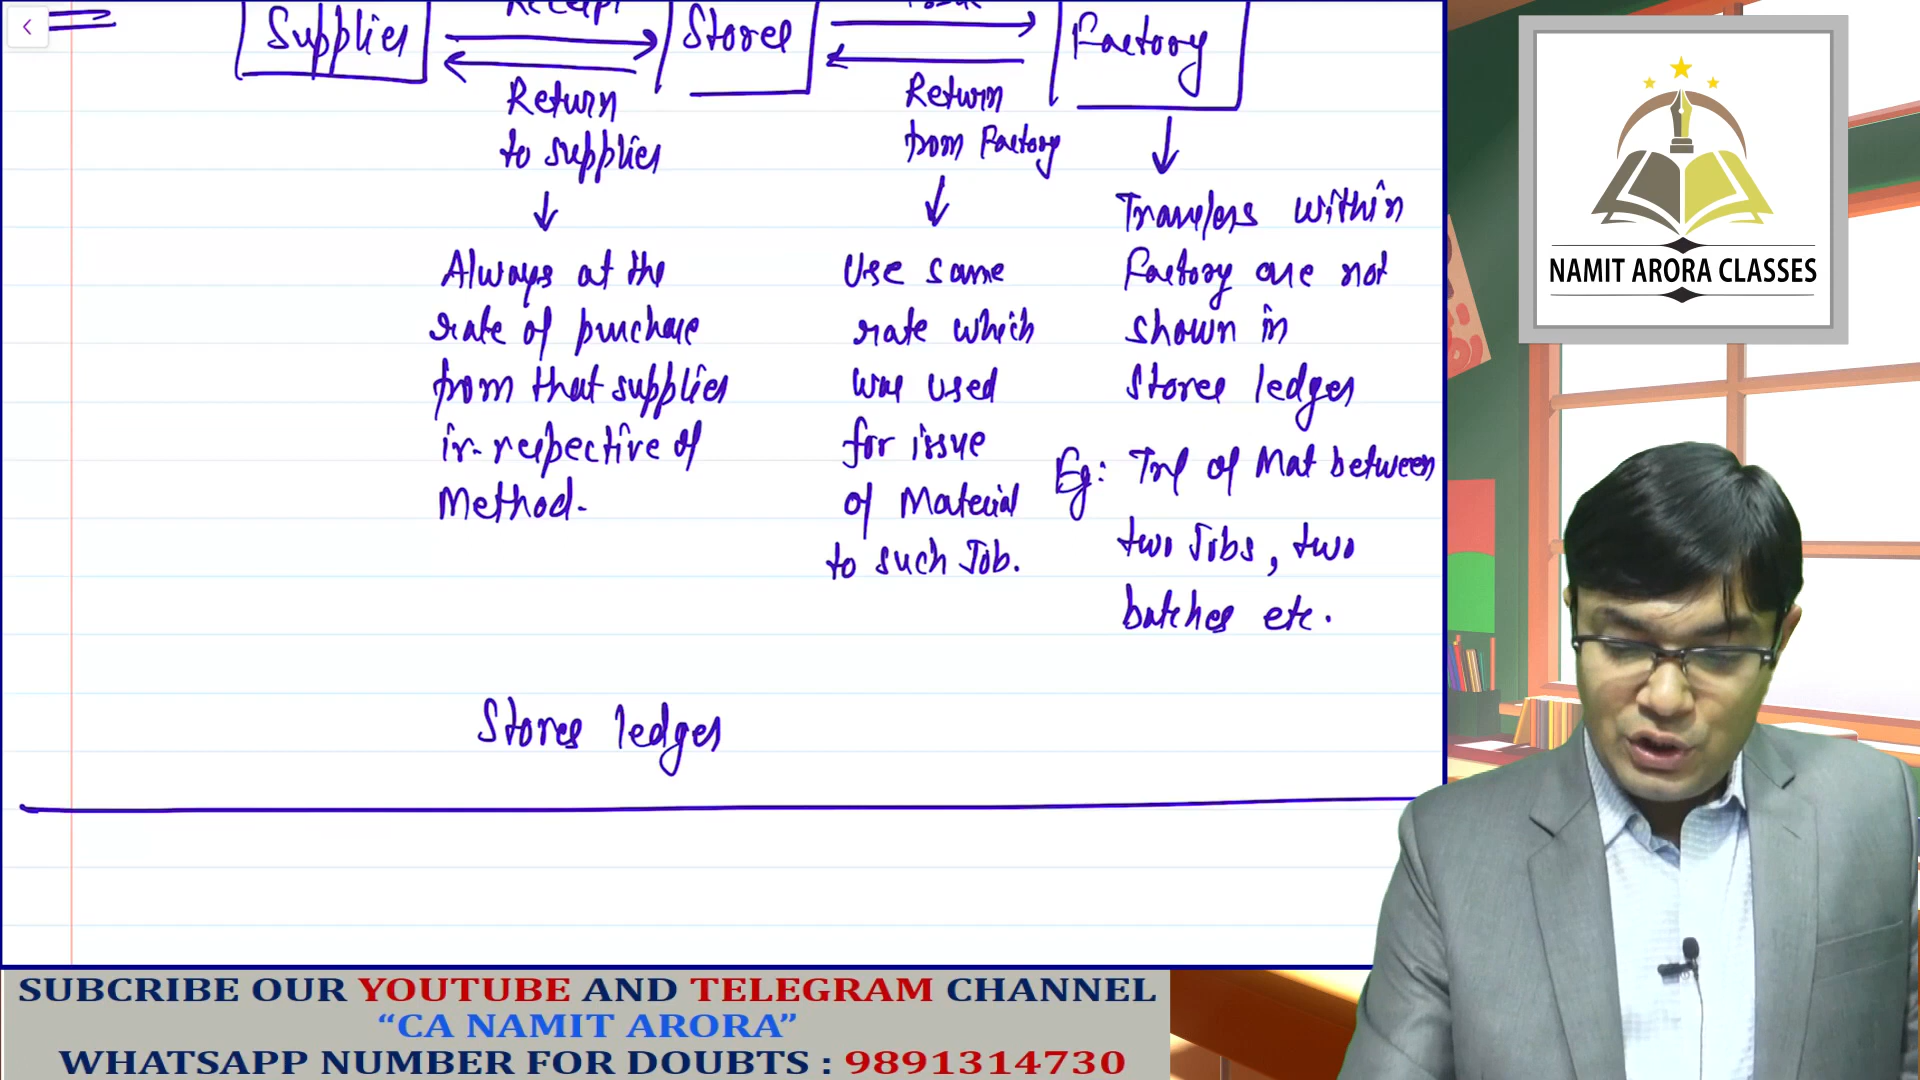 Receipt
Supplier
Stores
Factory
Return
to supplier
Return
from Factory
Always at the
rate of purchase
from that supplier
ir-respective of
Method.
Use same
rate which
was used
for issue
of Material
to such Job.
Transfers within
Factory are not
shown in
Stores ledger
Eg: Trf of Mat between
two Jobs, two
batches etc.
Stores ledger
NAMIT ARORA CLASSES
SUBCRIBE OUR YOUTUBE AND TELEGRAM CHANNEL
“CA NAMIT ARORA”
WHATSAPP NUMBER FOR DOUBTS : 9891314730